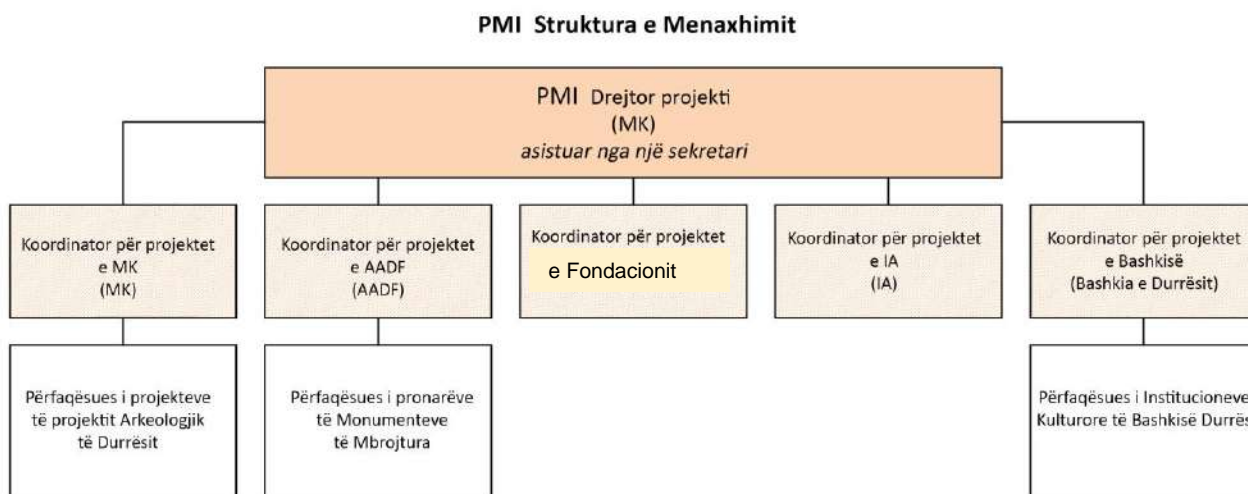 PMI Struktura e Menaxhimit
PMI Drejtor projekti
(MK)
asistuar nga një sekretari
Koordinator për projektet
e MK
(MK)
Koordinator për projektet
e AADF
(AADF)
Koordinator për projektet
e Fondacionit
Koordinator për projektet
e IA
(IA)
Koordinator për projektet
e Bashkisë
(Bashkia e Durrësit)
Përfaqësues i projekteve
të projektit Arkeologjik
të Durrësit
Përfaqësues i pronarëve
të Monumenteve
të Mbrojtura
Përfaqësues i Institucioneve
Kulturore të Bashkisë Durrës